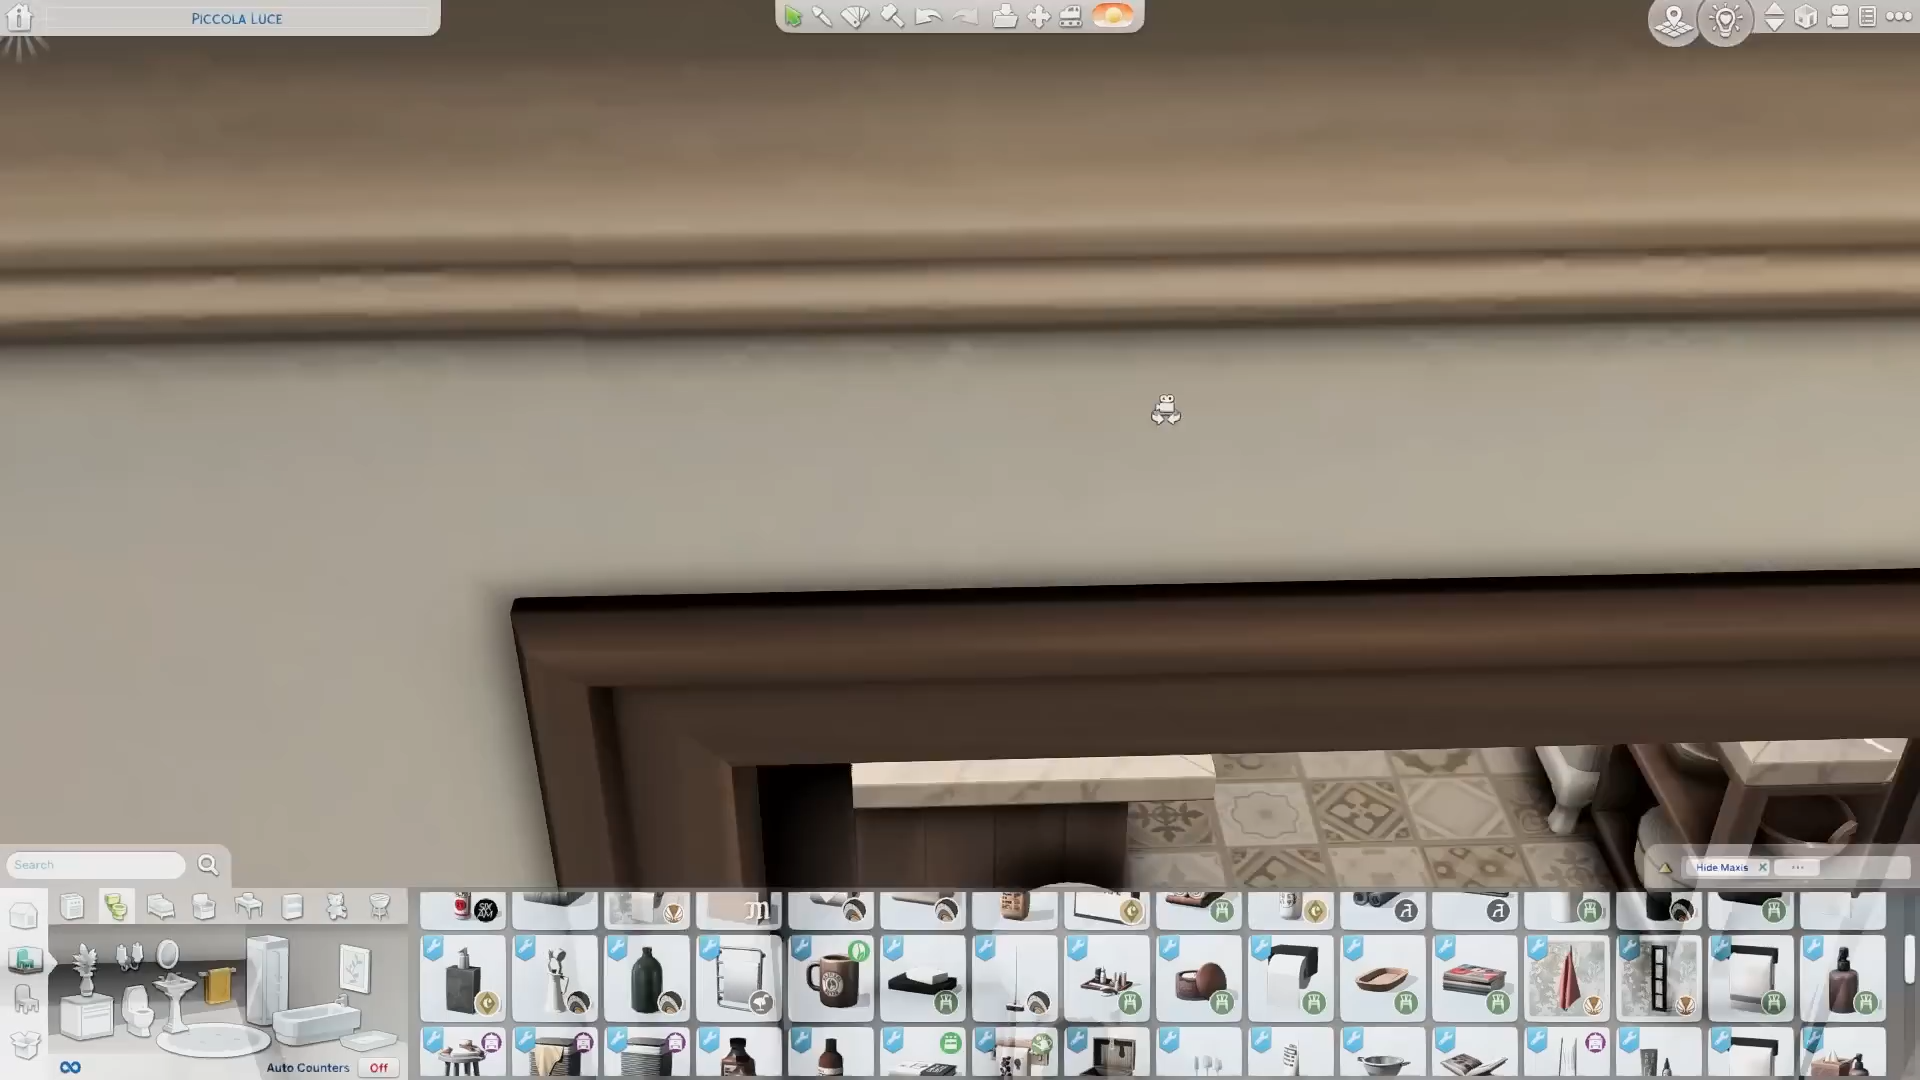 Piccola Luce
Search
Hide Maxis
Auto Counters
Off